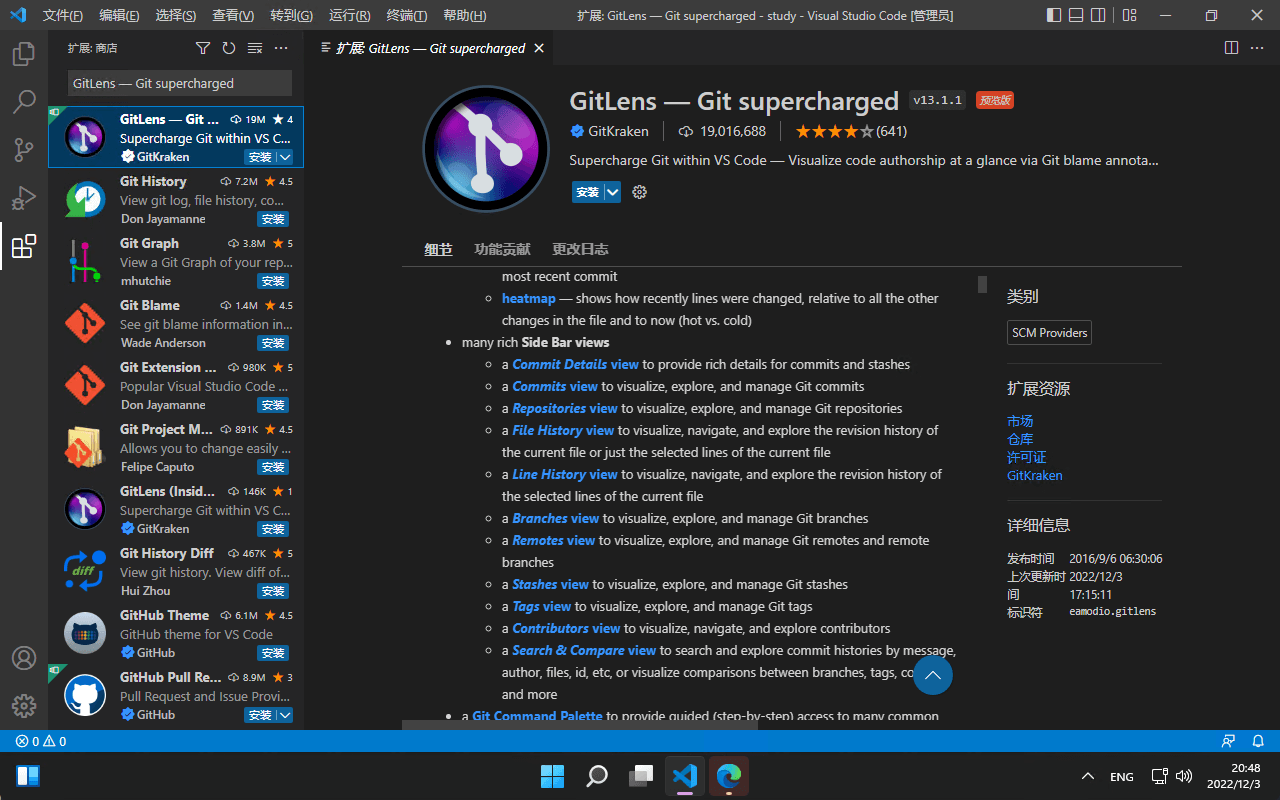 文件(F) 编辑(E) 选择(S) 查看(V) 转到(G) 运行(R) 终端(T) 帮助(H) 扩展: GitLens — Git supercharged - study - Visual Studio Code [管理员]
扩展: 商店
GitLens — Git supercharged
GitLens — Git ... 19M 4
Supercharge Git within VS C...
GitKraken 安装
Git History 7.2M 4.5
View git log, file history, co...
Don Jayamanne 安装
Git Graph 3.8M 5
View a Git Graph of your rep...
mhutchie 安装
Git Blame 1.4M 4.5
See git blame information in...
Wade Anderson 安装
Git Extension ... 980K 5
Popular Visual Studio Code ...
Don Jayamanne 安装
Git Project M... 891K 4.5
Allows you to change easily ...
Felipe Caputo 安装
GitLens (Insid... 146K 1
Supercharge Git within VS C...
GitKraken 安装
diff
Git History Diff 467K 5
View git history. View diff of...
Hui Zhou 安装
GitHub Theme 6.1M 4.5
GitHub theme for VS Code
GitHub 安装
GitHub Pull Re... 8.9M 3
Pull Request and Issue Provi...
GitHub 安装
扩展: GitLens — Git supercharged
GitLens — Git supercharged v13.1.1 预览版
GitKraken 19,016,688 (641)
Supercharge Git within VS Code — Visualize code authorship at a glance via Git blame annota...
安装
细节 功能贡献 更改日志
most recent commit
heatmap — shows how recently lines were changed, relative to all the other
changes in the file and to now (hot vs. cold)
many rich Side Bar views
a Commit Details view to provide rich details for commits and stashes
a Commits view to visualize, explore, and manage Git commits
a Repositories view to visualize, explore, and manage Git repositories
a File History view to visualize, navigate, and explore the revision history of
the current file or just the selected lines of the current file
a Line History view to visualize, navigate, and explore the revision history of
the selected lines of the current file
a Branches view to visualize, explore, and manage Git branches
a Remotes view to visualize, explore, and manage Git remotes and remote
branches
a Stashes view to visualize, explore, and manage Git stashes
a Tags view to visualize, explore, and manage Git tags
a Contributors view to visualize, navigate, and explore contributors
a Search & Compare view to search and explore commit histories by message,
author, files, id, etc, or visualize comparisons between branches, tags, co
and more
a Git Command Palette to provide guided (step-by-step) access to many common
类别
SCM Providers
扩展资源
市场
仓库
许可证
GitKraken
详细信息
发布时间 2016/9/6 06:30:06
上次更新时 2022/12/3
间 17:15:11
标识符 eamodio.gitlens
0 0
ENG
20:48
2022/12/3